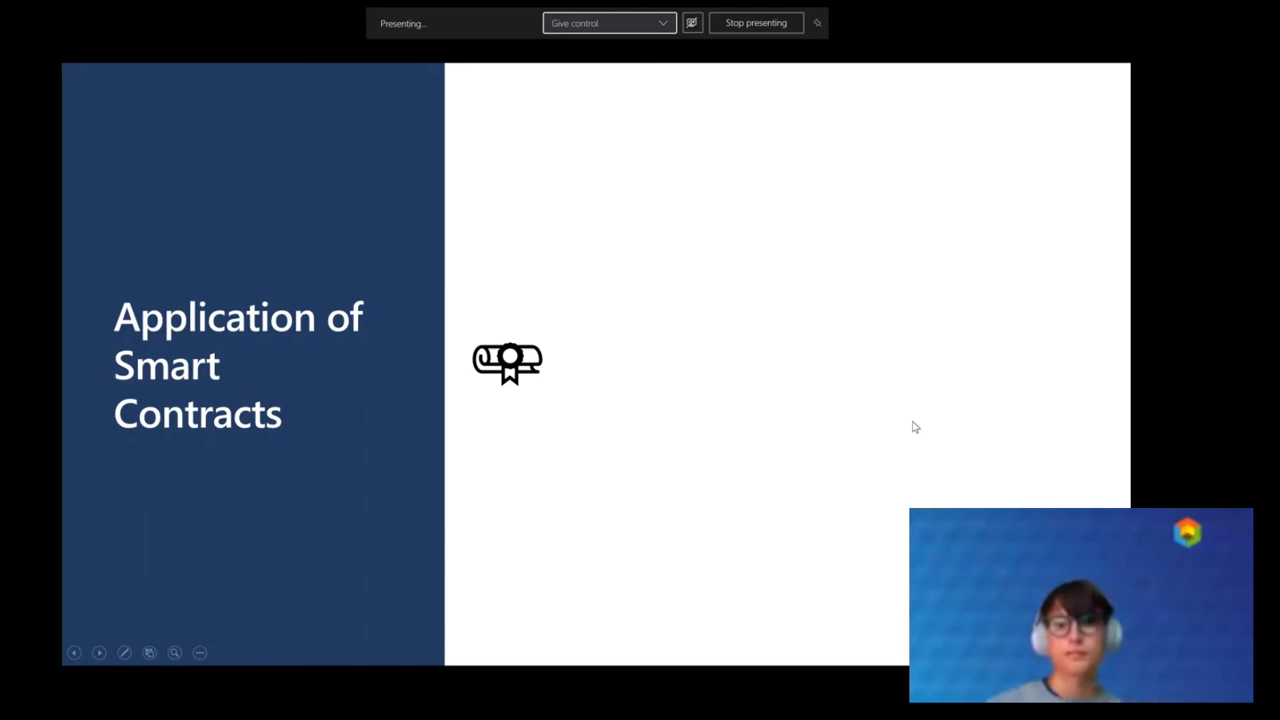 Presenting...
Give control
Stop presenting
Application of
Smart
Contracts